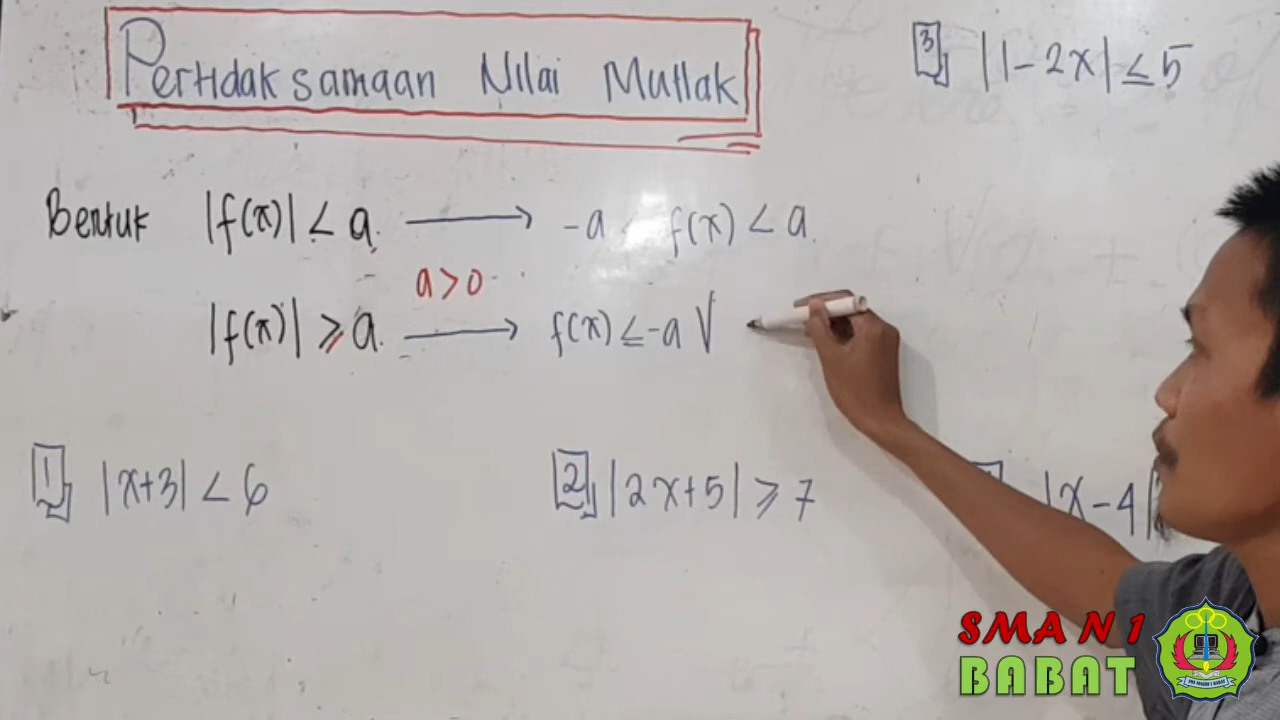 Pertidaksamaan Nilai Mutlak
3 |1-2x| ≤ 5
Bentuk |f(x)| < a. → -a < f(x) < a.
a>0
|f(x)| ≥ a. → f(x) ≤ -a V
1 |x+3| < 6
2 |2x+5| ≥ 7
|x-4|
SMA N 1
BABAT